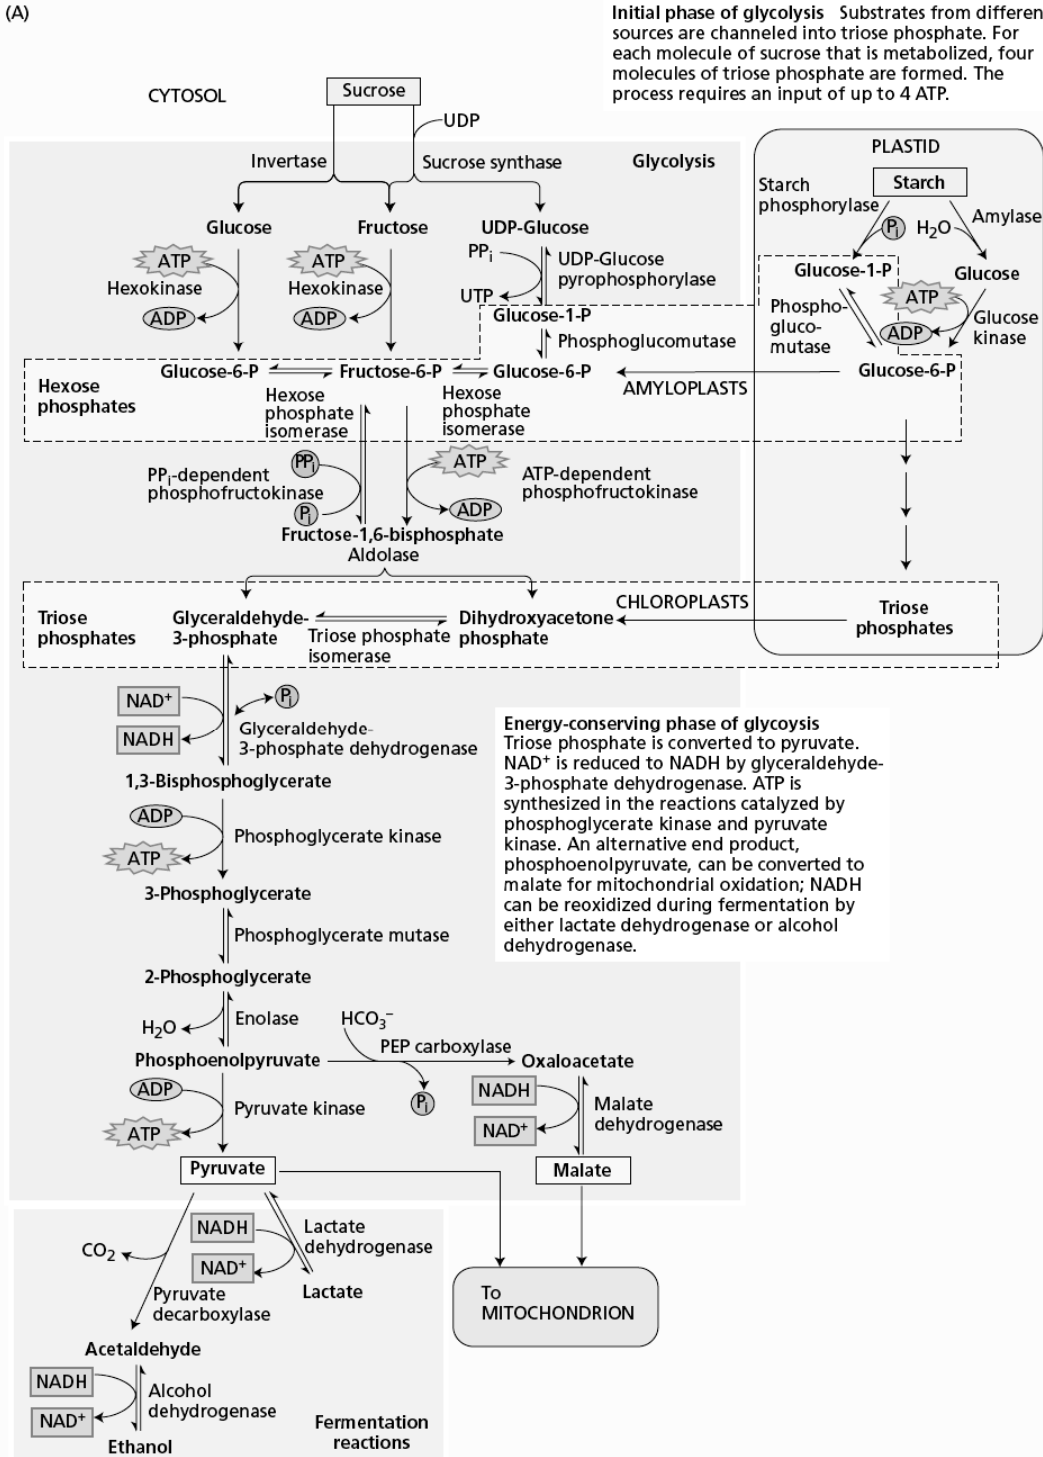 (A)
Initial phase of glycolysis Substrates from differen
sources are channeled into triose phosphate. For
each molecule of sucrose that is metabolized, four
molecules of triose phosphate are formed. The
process requires an input of up to 4 ATP.
CYTOSOL
Sucrose
UDP
Invertase
Sucrose synthase
Glycolysis
PLASTID
Starch
Starch
phosphorylase
Pi
H2O
Amylase
Glucose
Fructose
UDP-Glucose
ATP
Hexokinase
ADP
ATP
Hexokinase
ADP
PPi
UTP
UDP-Glucose
pyrophosphorylase
Glucose-1-P
Phosphoglucomutase
Glucose-1-P
Glucose
Phospho-
gluco-
mutase
ATP
ADP
Glucose
kinase
Hexose
phosphates
Glucose-6-P
Fructose-6-P
Glucose-6-P
AMYLOPLASTS
Glucose-6-P
Hexose
phosphate
isomerase
Hexose
phosphate
isomerase
PPi-dependent
phosphofructokinase
PPi
Pi
ATP
ADP
ATP-dependent
phosphofructokinase
Fructose-1,6-bisphosphate
Aldolase
Triose
phosphates
Glyceraldehyde-
3-phosphate
Triose phosphate
isomerase
Dihydroxyacetone
phosphate
CHLOROPLASTS
Triose
phosphates
NAD+
NADH
Pi
Glyceraldehyde-
3-phosphate dehydrogenase
1,3-Bisphosphoglycerate
ADP
ATP
Phosphoglycerate kinase
3-Phosphoglycerate
Phosphoglycerate mutase
2-Phosphoglycerate
H2O
Enolase
Energy-conserving phase of glycoysis
Triose phosphate is converted to pyruvate.
NAD+ is reduced to NADH by glyceraldehyde-
3-phosphate dehydrogenase. ATP is
synthesized in the reactions catalyzed by
phosphoglycerate kinase and pyruvate
kinase. An alternative end product,
phosphoenolpyruvate, can be converted to
malate for mitochondrial oxidation; NADH
can be reoxidized during fermentation by
either lactate dehydrogenase or alcohol
dehydrogenase.
Phosphoenolpyruvate
HCO3−
PEP carboxylase
Pi
Oxaloacetate
ADP
ATP
Pyruvate kinase
NADH
NAD+
Malate
dehydrogenase
Pyruvate
Malate
CO2
NADH
NAD+
Lactate
dehydrogenase
Lactate
Pyruvate
decarboxylase
To
MITOCHONDRION
Acetaldehyde
NADH
NAD+
Alcohol
dehydrogenase
Ethanol
Fermentation
reactions